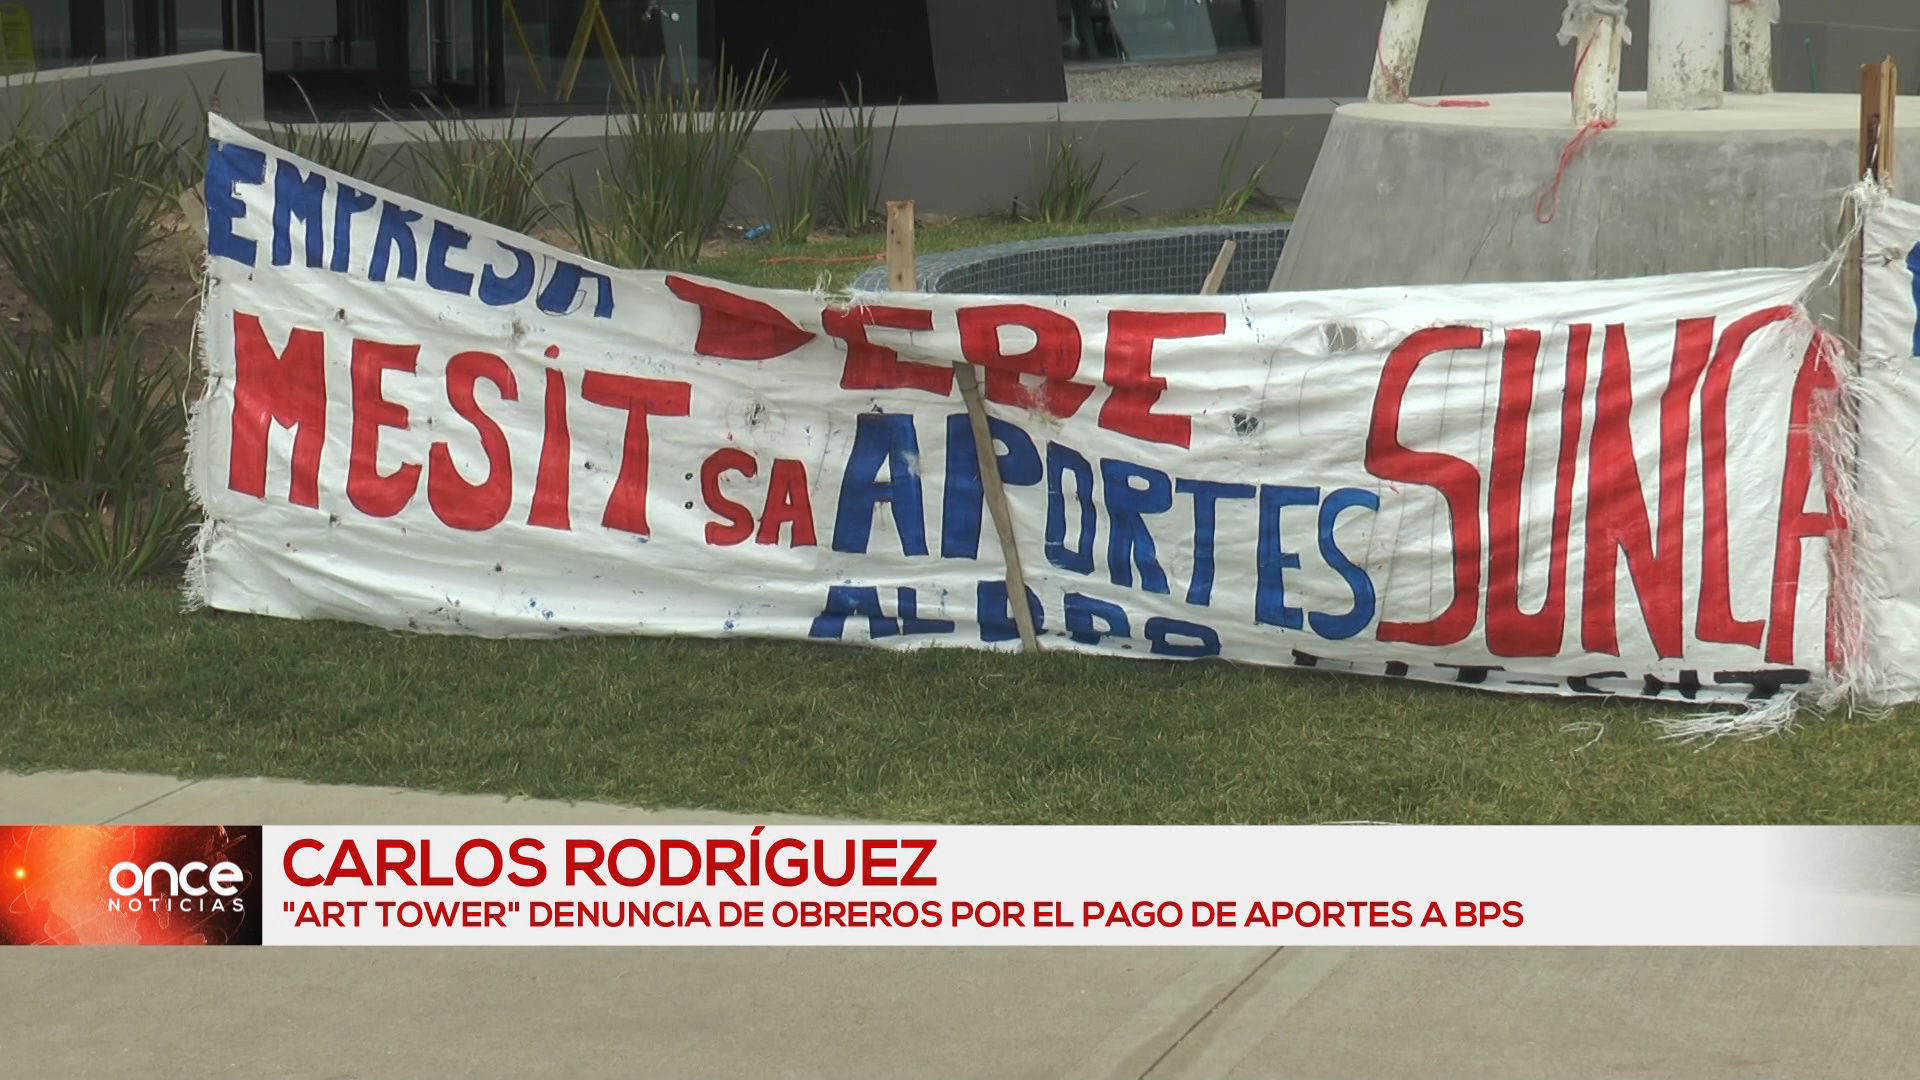 EMPRESA DEBE
MESIT SA APORTES SUNCA
AL B.P.
once
NOTICIAS
CARLOS RODRÍGUEZ
"ART TOWER" DENUNCIA DE OBREROS POR EL PAGO DE APORTES A BPS